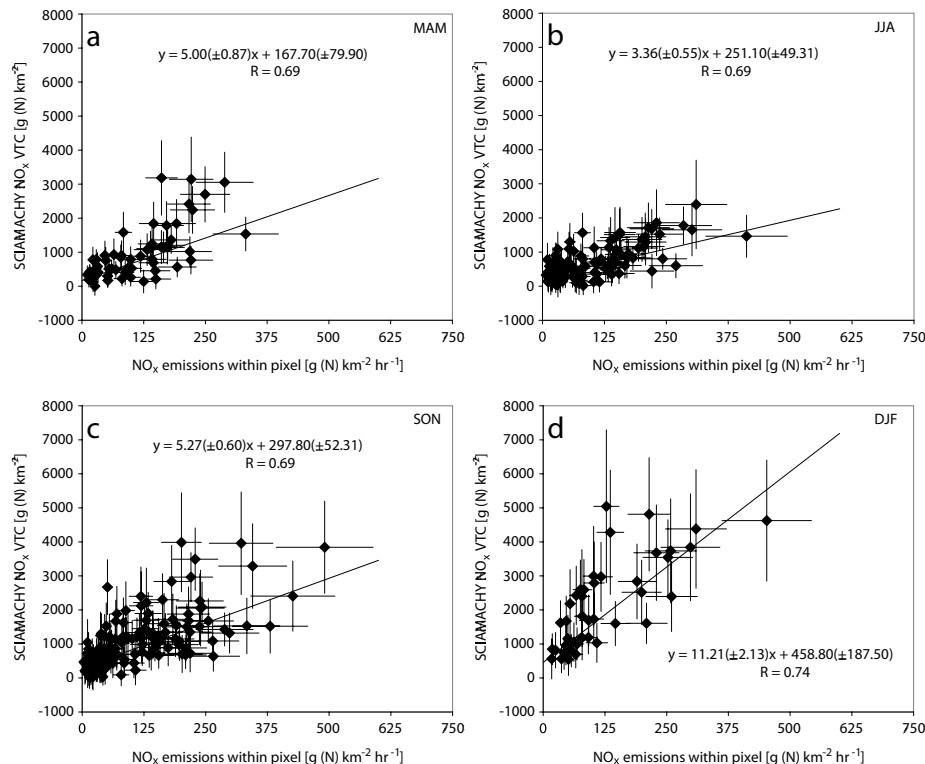 a
MAM
y = 5.00(±0.87)x + 167.70(±79.90)
R = 0.69
SCIAMACHY NOx VTC [g (N) km-2]
8000
7000
6000
5000
4000
3000
2000
1000
0
-1000
0 125 250 375 500 625 750
NOx emissions within pixel [g (N) km-2 hr-1]
b
JJA
y = 3.36(±0.55)x + 251.10(±49.31)
R = 0.69
SCIAMACHY NOx VTC [g (N) km-2]
8000
7000
6000
5000
4000
3000
2000
1000
0
-1000
0 125 250 375 500 625 750
NOx emissions within pixel [g (N) km-2 hr-1]
c
SON
y = 5.27(±0.60)x + 297.80(±52.31)
R = 0.69
SCIAMACHY NOx VTC [g (N) km-2]
8000
7000
6000
5000
4000
3000
2000
1000
0
-1000
0 125 250 375 500 625 750
NOx emissions within pixel [g (N) km-2 hr-1]
d
DJF
y = 11.21(±2.13)x + 458.80(±187.50)
R = 0.74
SCIAMACHY NOx VTC [g (N) km-2]
8000
7000
6000
5000
4000
3000
2000
1000
0
-1000
0 125 250 375 500 625 750
NOx emissions within pixel [g (N) km-2 hr-1]